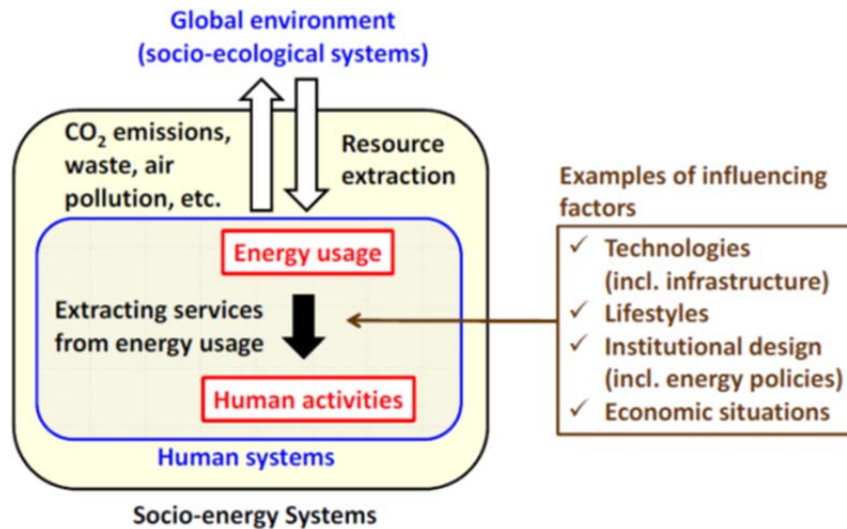 Global environment
(socio-ecological systems)
CO₂ emissions,
waste, air
pollution, etc.
Resource
extraction
Energy usage
Extracting services
from energy usage
Human activities
Human systems
Socio-energy Systems
Examples of influencing
factors
✓ Technologies
(incl. infrastructure)
✓ Lifestyles
✓ Institutional design
(incl. energy policies)
✓ Economic situations